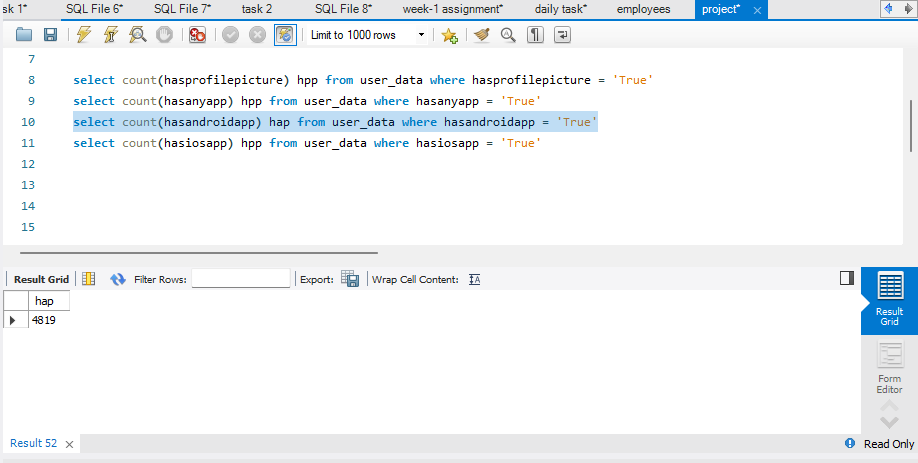 sk 1* SQL File 6* SQL File 7* task 2 SQL File 8* week-1 assignment* daily task* employees project*
Limit to 1000 rows
7
8 select count(hasprofilepicture) hpp from user_data where hasprofilepicture = 'True'
9 select count(hasanyapp) hpp from user_data where hasanyapp = 'True'
10 select count(hasandroidapp) hap from user_data where hasandroidapp = 'True'
11 select count(hasiosapp) hpp from user_data where hasiosapp = 'True'
12
13
14
15
Result Grid Filter Rows: Export: Wrap Cell Content:
hap
4819
Result
Grid
Form
Editor
Result 52 Read Only